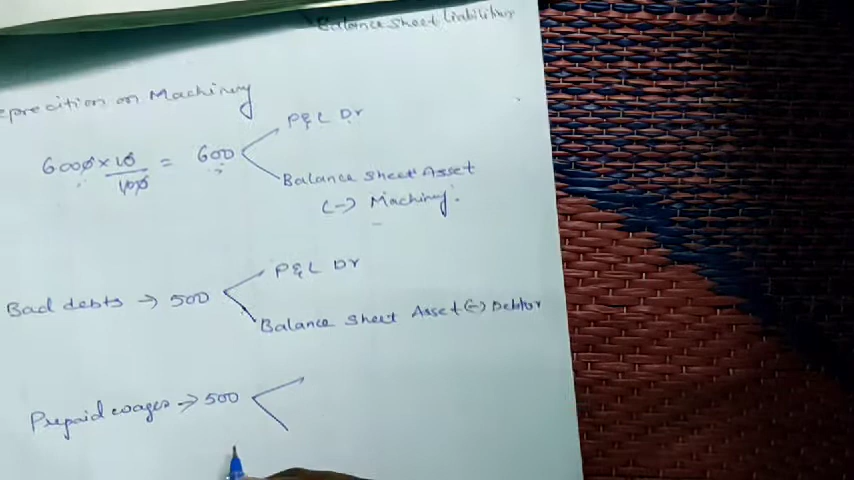 Balance Sheet Liabilities
eprecition on Machinery
P&L Dr
6000 x 10/100 = 600
Balance Sheet Asset
(-) Machinery.
P&L Dr
Bad debts → 500
Balance Sheet Asset (-) Debtor
Prepaid wages → 500